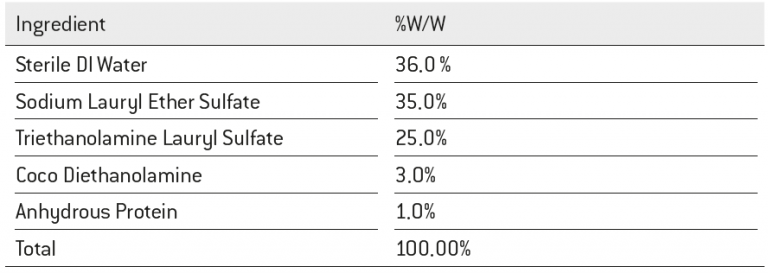 Ingredient %W/W
Sterile DI Water 36.0 %
Sodium Lauryl Ether Sulfate 35.0%
Triethanolamine Lauryl Sulfate 25.0%
Coco Diethanolamine 3.0%
Anhydrous Protein 1.0%
Total 100.00%